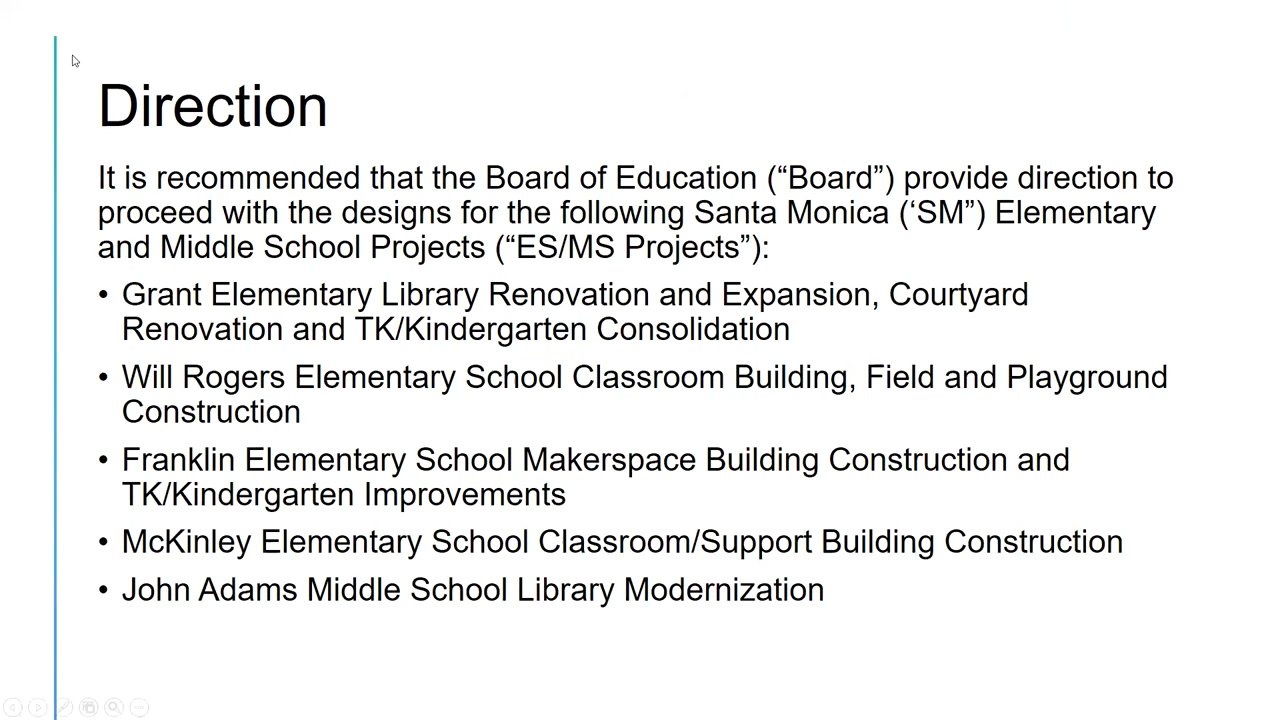 Direction
It is recommended that the Board of Education (“Board”) provide direction to
proceed with the designs for the following Santa Monica (‘SM”) Elementary
and Middle School Projects (“ES/MS Projects”):
• Grant Elementary Library Renovation and Expansion, Courtyard
Renovation and TK/Kindergarten Consolidation
• Will Rogers Elementary School Classroom Building, Field and Playground
Construction
• Franklin Elementary School Makerspace Building Construction and
TK/Kindergarten Improvements
• McKinley Elementary School Classroom/Support Building Construction
• John Adams Middle School Library Modernization